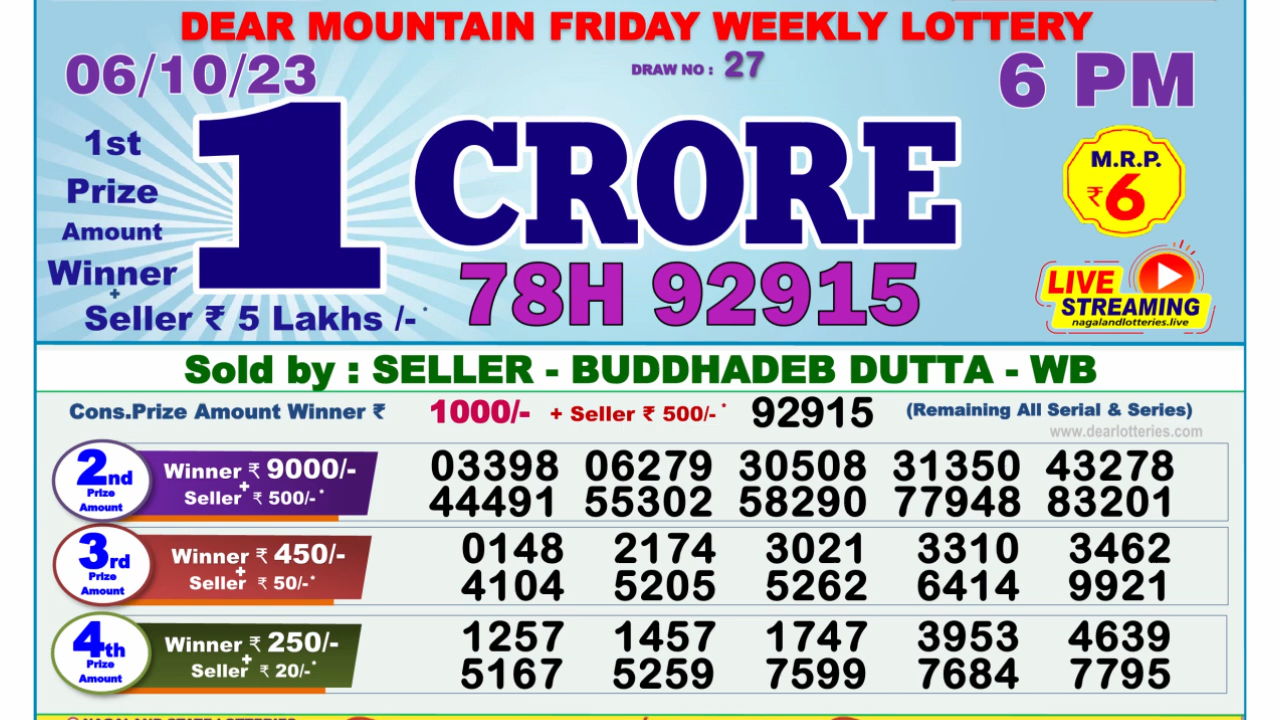 DEAR MOUNTAIN FRIDAY WEEKLY LOTTERY
06/10/23
DRAW NO : 27
6 PM
1st
Prize
Amount
Winner
+
Seller ₹ 5 Lakhs /-*
1 CRORE
78H 92915
M.R.P.
₹6
LIVE
STREAMING
nagalandlotteries.live
Sold by : SELLER - BUDDHADEB DUTTA - WB
Cons.Prize Amount Winner ₹ 1000/- + Seller ₹ 500/-* 92915 (Remaining All Serial & Series)
www.dearlotteries.com
2nd
Prize
Amount
Winner ₹ 9000/-
+
Seller ₹ 500/-*
03398 06279 30508 31350 43278
44491 55302 58290 77948 83201
3rd
Prize
Amount
Winner ₹ 450/-
+
Seller ₹ 50/-*
0148 2174 3021 3310 3462
4104 5205 5262 6414 9921
4th
Prize
Amount
Winner ₹ 250/-
+
Seller ₹ 20/-*
1257 1457 1747 3953 4639
5167 5259 7599 7684 7795